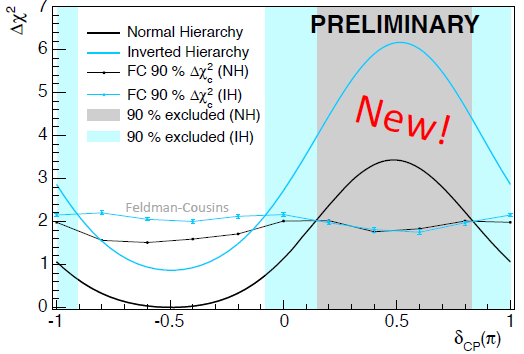 Δχ²
7
6
5
4
3
2
1
0
PRELIMINARY
Normal Hierarchy
Inverted Hierarchy
FC 90 % Δχ²c (NH)
FC 90 % Δχ²c (IH)
90 % excluded (NH)
90 % excluded (IH)
New!
Feldman-Cousins
-1 -0.5 0 0.5 1
δCP(π)